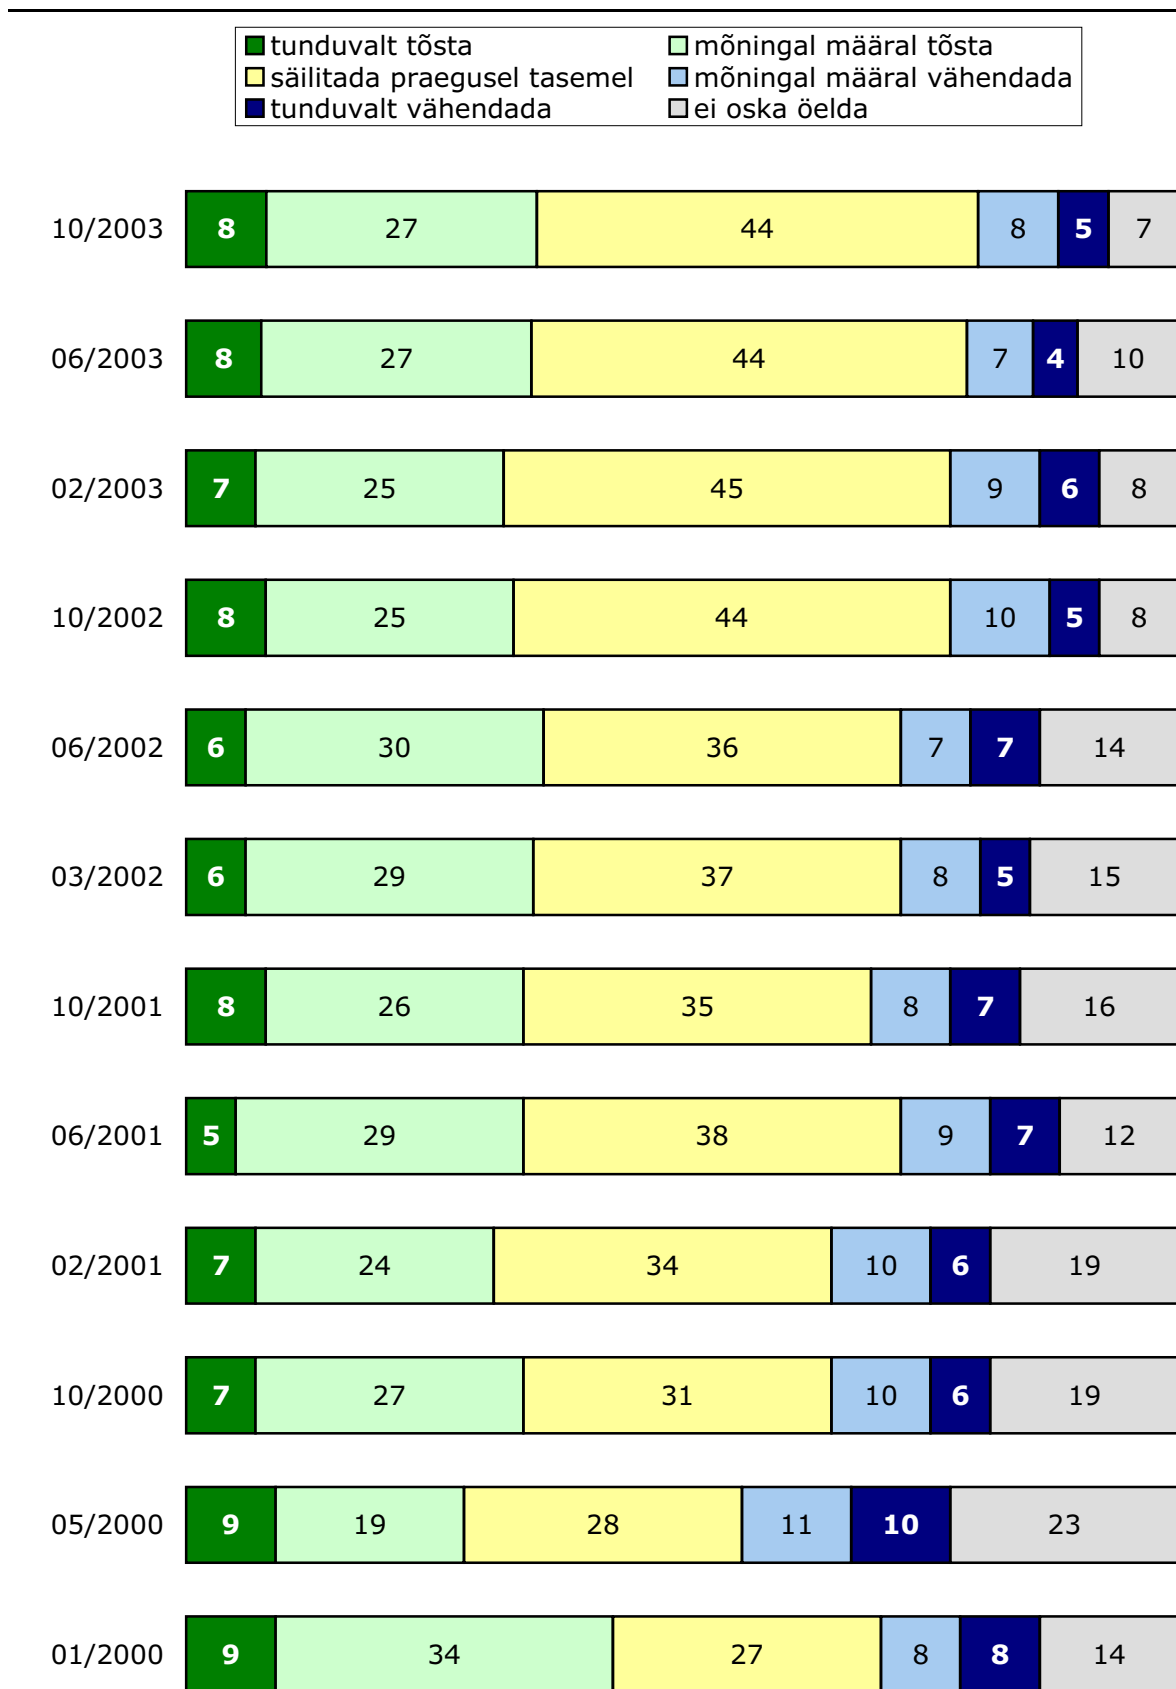 tunduvalt tõsta mõningal määral tõsta
säilitada praegusel tasemel mõningal määral vähendada
tunduvalt vähendada ei oska öelda
10/2003 8 27 44 8 5 7
06/2003 8 27 44 7 4 10
02/2003 7 25 45 9 6 8
10/2002 8 25 44 10 5 8
06/2002 6 30 36 7 7 14
03/2002 6 29 37 8 5 15
10/2001 8 26 35 8 7 16
06/2001 5 29 38 9 7 12
02/2001 7 24 34 10 6 19
10/2000 7 27 31 10 6 19
05/2000 9 19 28 11 10 23
01/2000 9 34 27 8 8 14